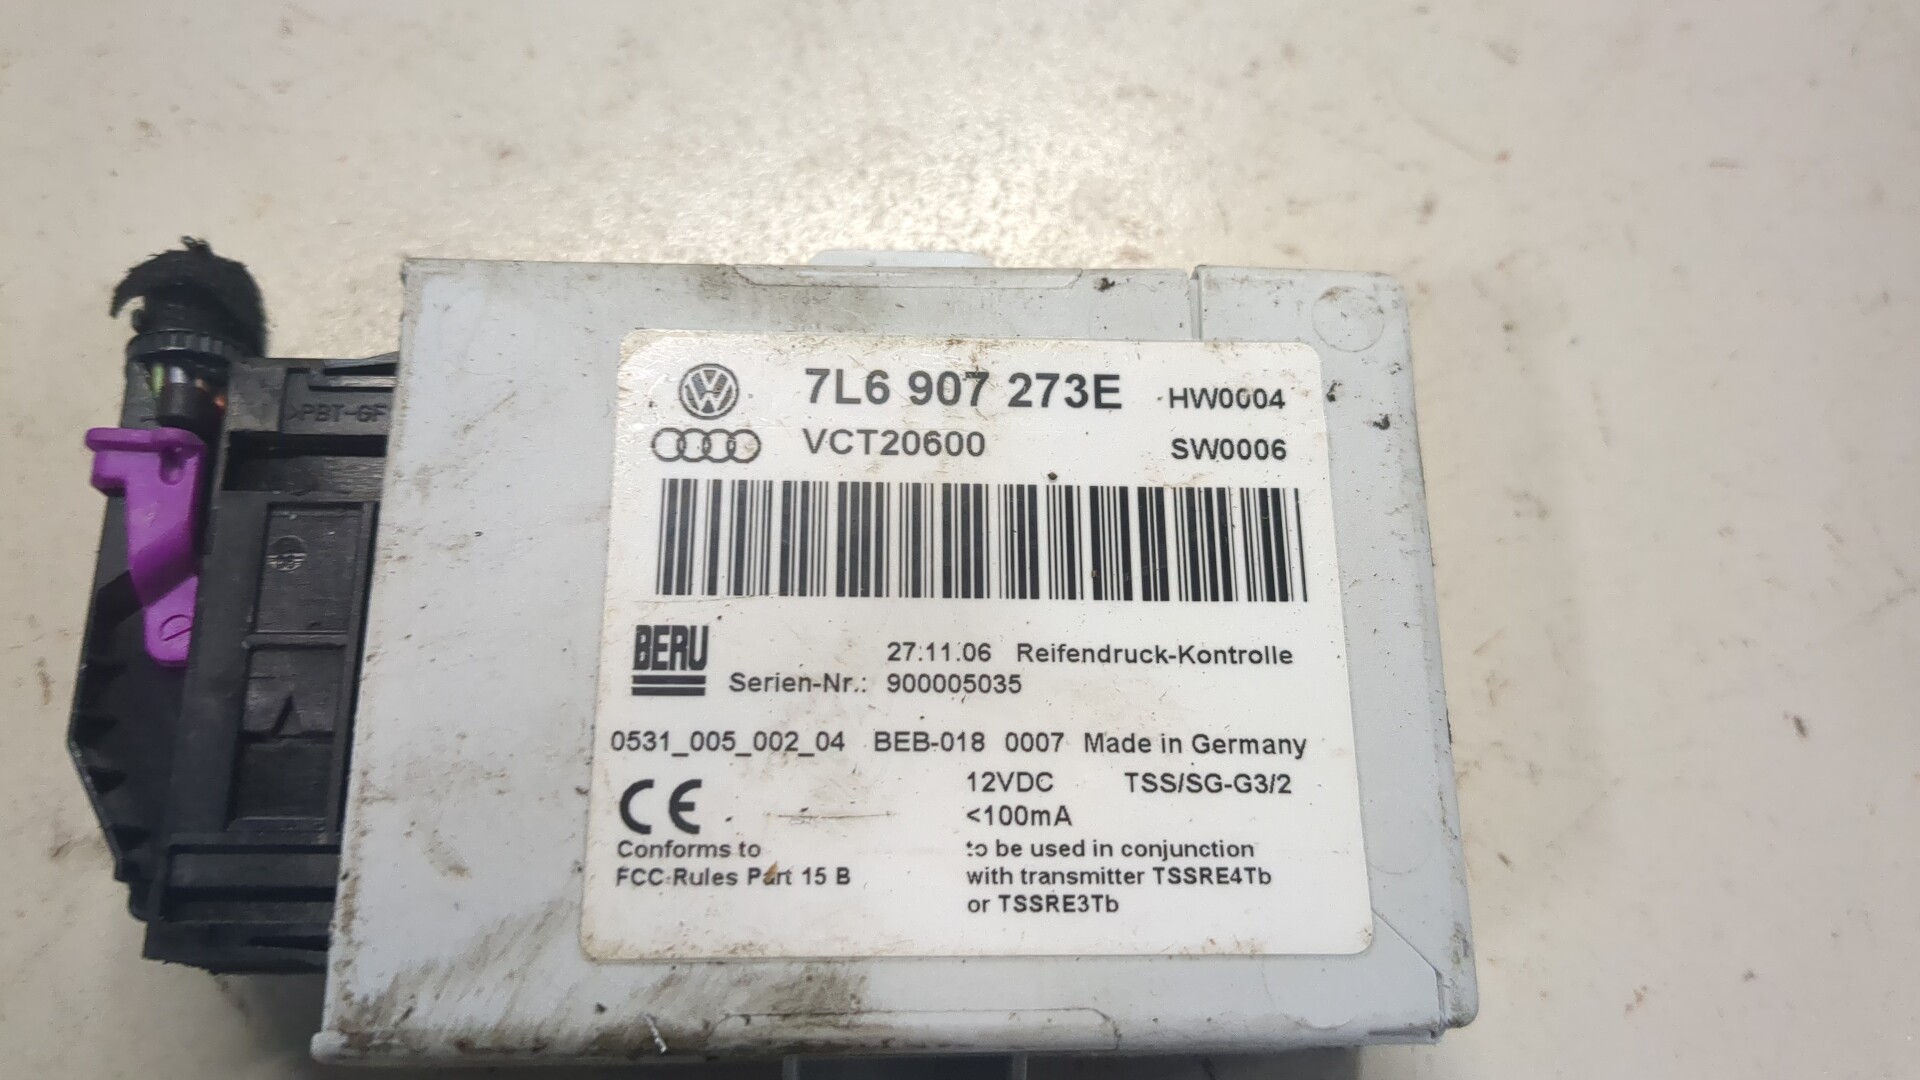 7L6 907 273E HW0004
VCT20600 SW0006
BERU
27.11.06 Reifendruck-Kontrolle
Serien-Nr.: 900005035
0531_005_002_04 BEB-018 0007 Made in Germany
CE
12VDC TSS/SG-G3/2
<100mA
Conforms to
FCC Rules Part 15 B
to be used in conjunction
with transmitter TSSRE4Tb
or TSSRE3Tb
>PBT-GF